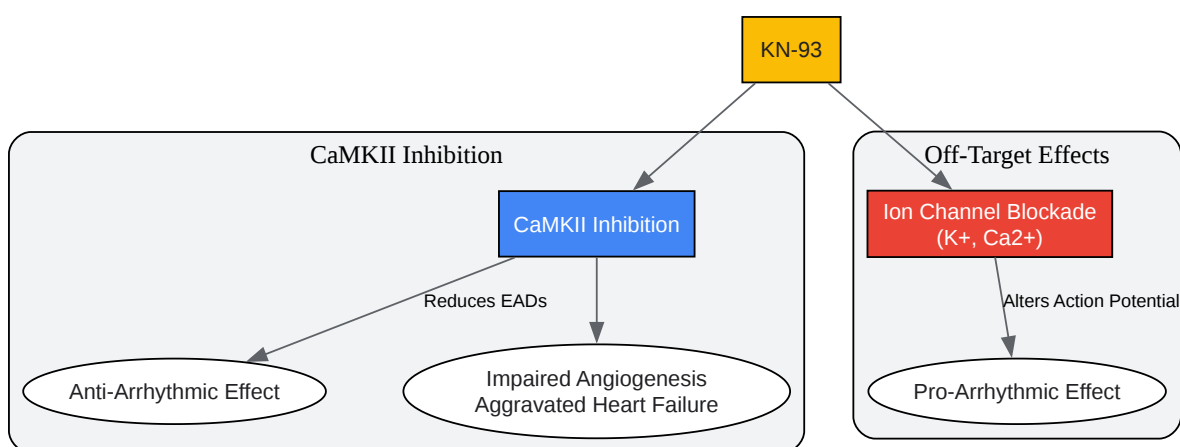 KN-93
CaMKII Inhibition
Off-Target Effects
CaMKII Inhibition
Ion Channel Blockade
(K+, Ca2+)
Reduces EADs
Alters Action Potential
Anti-Arrhythmic Effect
Impaired Angiogenesis
Aggravated Heart Failure
Pro-Arrhythmic Effect